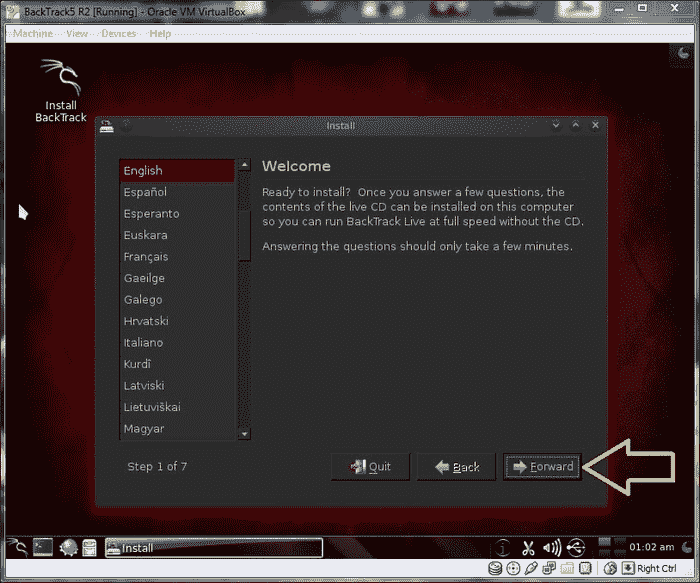 BackTrack5 R2 [Running] - Oracle VM VirtualBox
Machine View Devices Help
Install
BackTrack
Install
English
Español
Esperanto
Euskara
Français
Gaeilge
Galego
Hrvatski
Italiano
Kurdî
Latviski
Lietuviškai
Magyar
Welcome
Ready to install? Once you answer a few questions, the
contents of the live CD can be installed on this computer
so you can run BackTrack Live at full speed without the CD.
Answering the questions should only take a few minutes.
Step 1 of 7
Quit
Back
Forward
Install
01:02 am
Right Ctrl